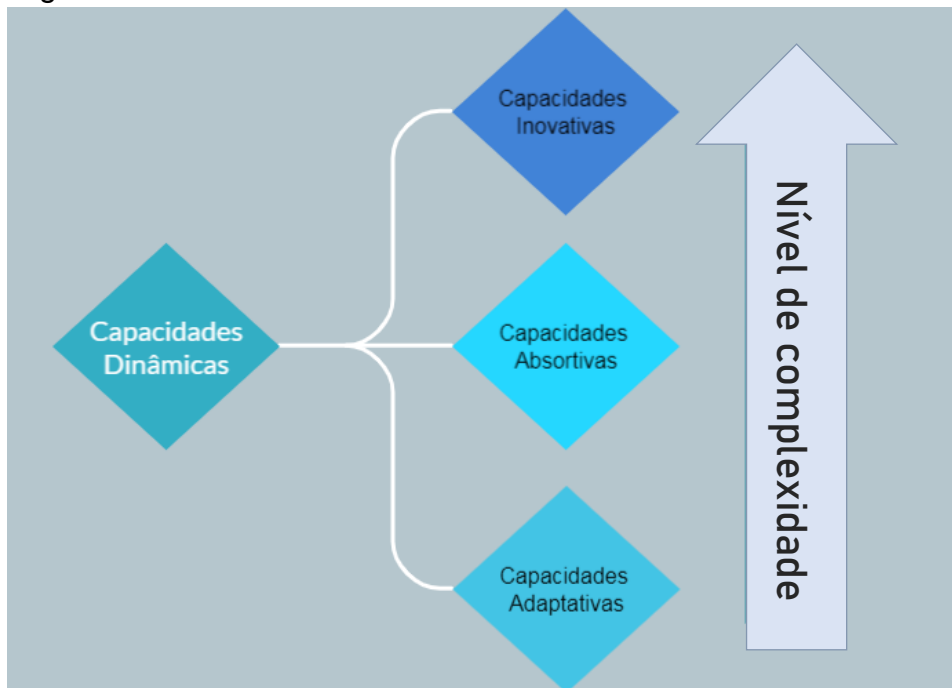 Capacidades
Inovativas
Capacidades
Dinâmicas
Capacidades
Absortivas
Capacidades
Adaptativas
Nível de complexidade